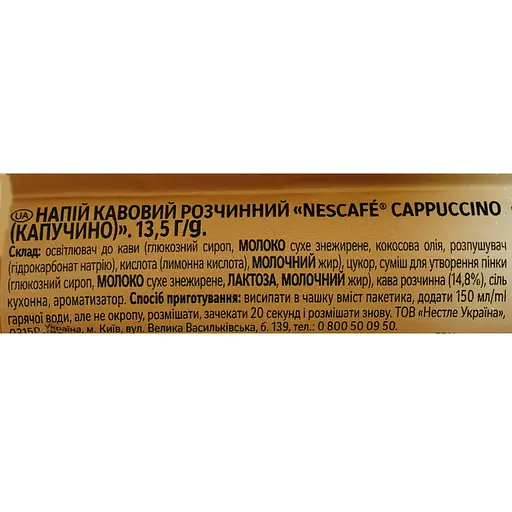 UA НАПІЙ КАВОВИЙ РОЗЧИННИЙ «NESCAFÉ® CAPPUCCINO
(КАПУЧИНО)». 13,5 Г/g.
Склад: освітлювач до кави (глюкозний сироп, МОЛОКО сухе знежирене, кокосова олія, розпушувач
(гідрокарбонат натрію), кислота (лимонна кислота), МОЛОЧНИЙ жир), цукор, суміш для утворення пінки
(глюкозний сироп, МОЛОКО сухе знежирене, ЛАКТОЗА, МОЛОЧНИЙ жир), кава розчинна (14,8%), сіль
кухонна, ароматизатор. Спосіб приготування: висипати в чашку вміст пакетика, додати 150 мл/ml
гарячої води, але не окропу, розмішати, зачекати 20 секунд і розмішати знову. ТОВ «Нестле Україна»,
03150, Україна, м. Київ, вул. Велика Васильківська, б. 139, тел.: 0 800 50 09 50.